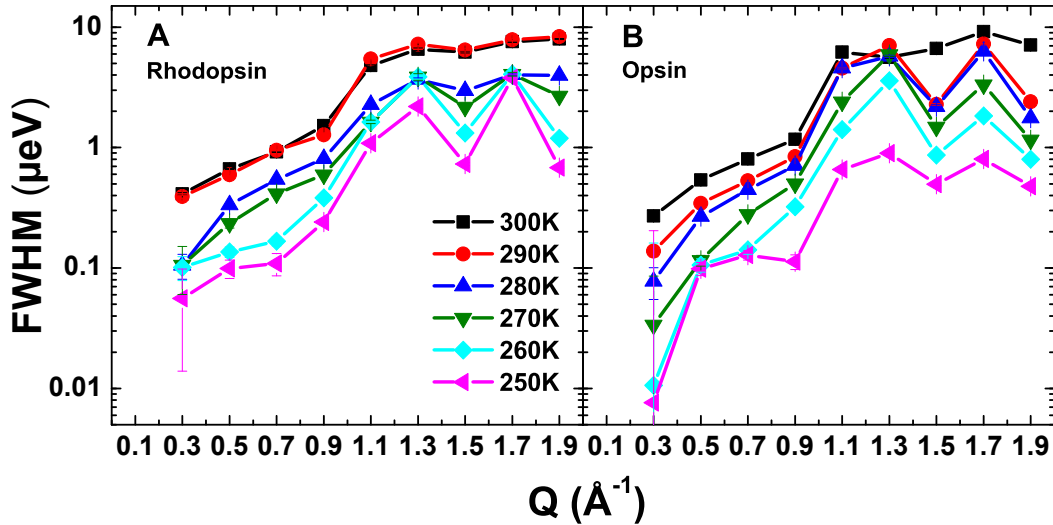 FWHM (μeV)
10
1
0.1
0.01
A
Rhodopsin
300K
290K
280K
270K
260K
250K
B
Opsin
0.1 0.3 0.5 0.7 0.9 1.1 1.3 1.5 1.7 1.9 0.1 0.3 0.5 0.7 0.9 1.1 1.3 1.5 1.7 1.9
Q (Å⁻¹)